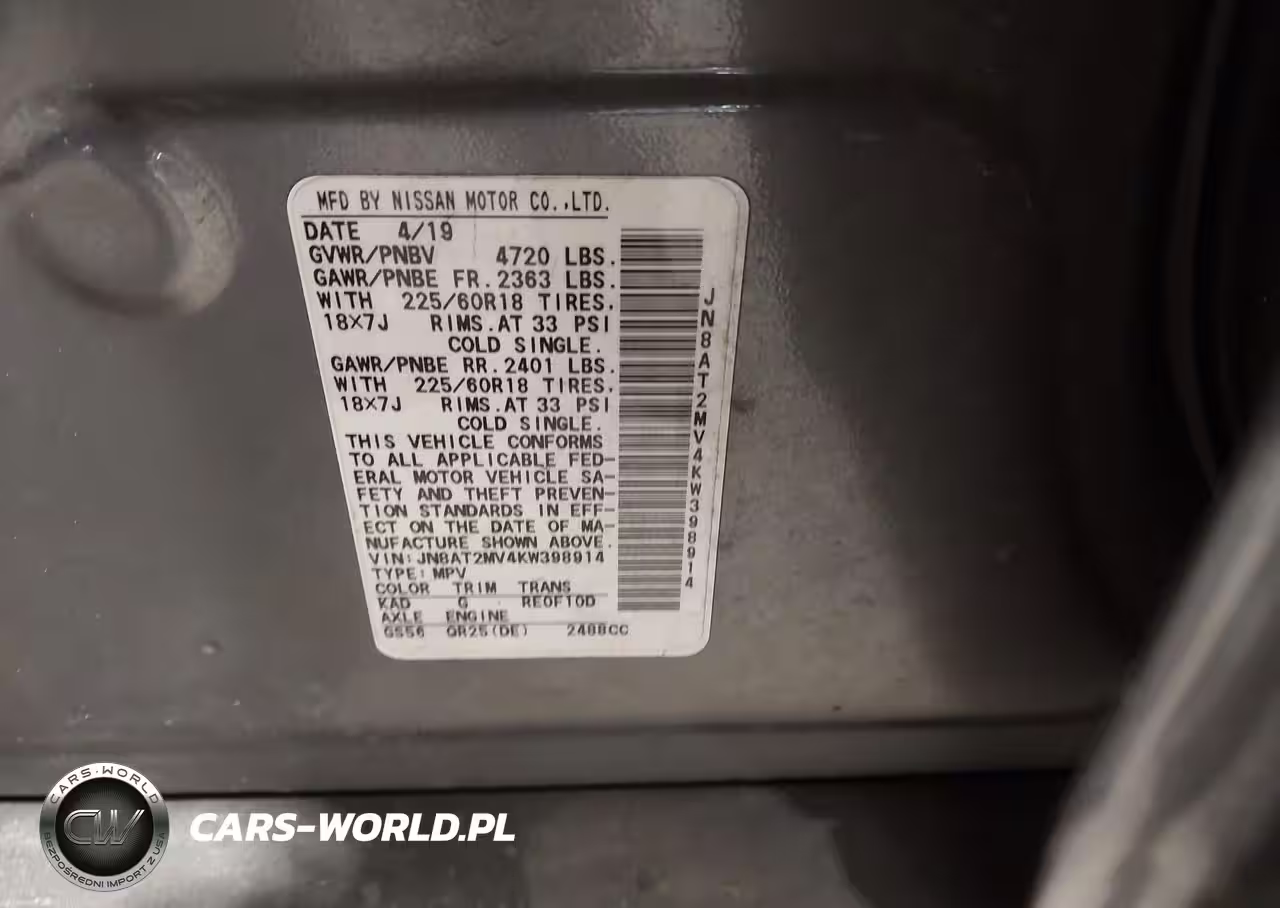 MFD BY NISSAN MOTOR CO.,LTD.
DATE 4/19
GVWR/PNBV 4720 LBS.
GAWR/PNBE FR.2363 LBS.
WITH 225/60R18 TIRES.
18×7J RIMS.AT 33 PSI
COLD SINGLE.
GAWR/PNBE RR.2401 LBS.
WITH 225/60R18 TIRES.
18×7J RIMS.AT 33 PSI
COLD SINGLE.
THIS VEHICLE CONFORMS
TO ALL APPLICABLE FED-
ERAL MOTOR VEHICLE SA-
FETY AND THEFT PREVEN-
TION STANDARDS IN EFF-
ECT ON THE DATE OF MA-
NUFACTURE SHOWN ABOVE.
VIN:JN8AT2MV4KW398914
TYPE:MPV
COLOR TRIM TRANS
KAD G RE0F10D
AXLE ENGINE
GS56 QR25(DE) 2488CC
JN8AT2MV4KW398914
CARS-WORLD
CW
BEZPOŚREDNI IMPORT Z USA
CARS-WORLD.PL